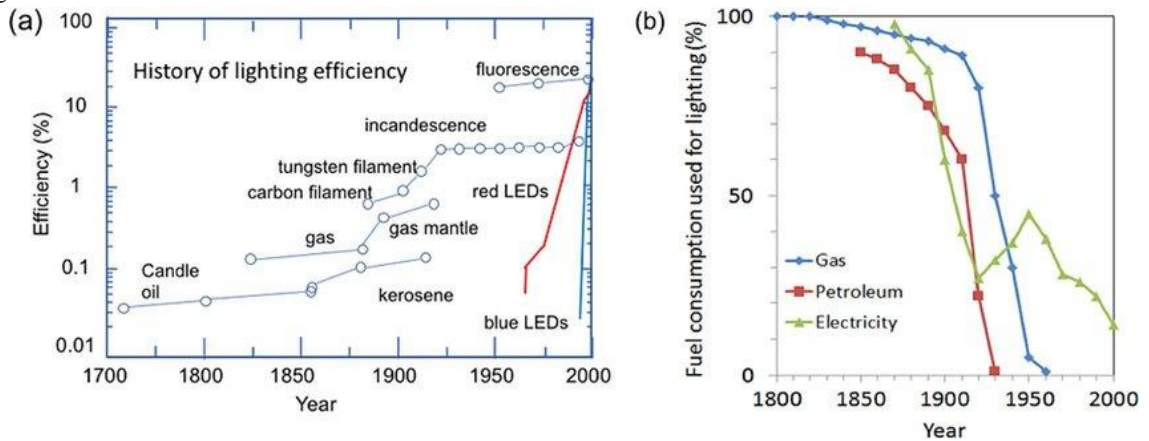 (a)
History of lighting efficiency
Efficiency (%)
100
10
1
0.1
0.01
fluorescence
incandescence
tungsten filament
carbon filament
red LEDs
gas
gas mantle
Candle
oil
kerosene
blue LEDs
1700
1800
1850
1900
1950
2000
Year
(b)
Fuel consumption used for lighting (%)
100
50
0
Gas
Petroleum
Electricity
1800
1850
1900
1950
2000
Year